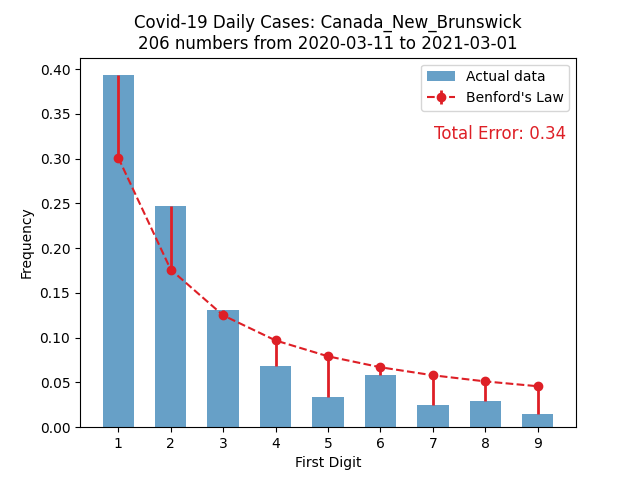 Covid-19 Daily Cases: Canada_New_Brunswick
206 numbers from 2020-03-11 to 2021-03-01
Actual data
Benford's Law
Total Error: 0.34
Frequency
0.40
0.35
0.30
0.25
0.20
0.15
0.10
0.05
0.00
1 2 3 4 5 6 7 8 9
First Digit